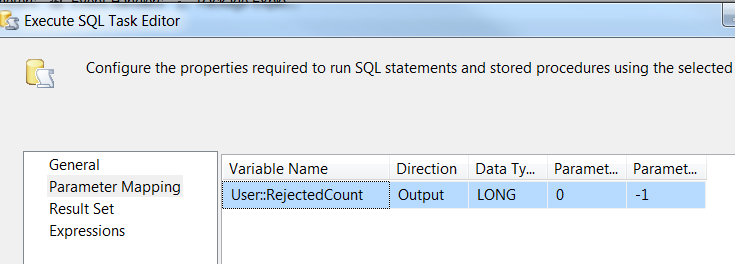 Execute SQL Task Editor
Configure the properties required to run SQL statements and stored procedures using the selected
General
Parameter Mapping
Result Set
Expressions
Variable Name Direction Data Ty... Paramet... Paramet...
User::RejectedCount Output LONG 0 -1